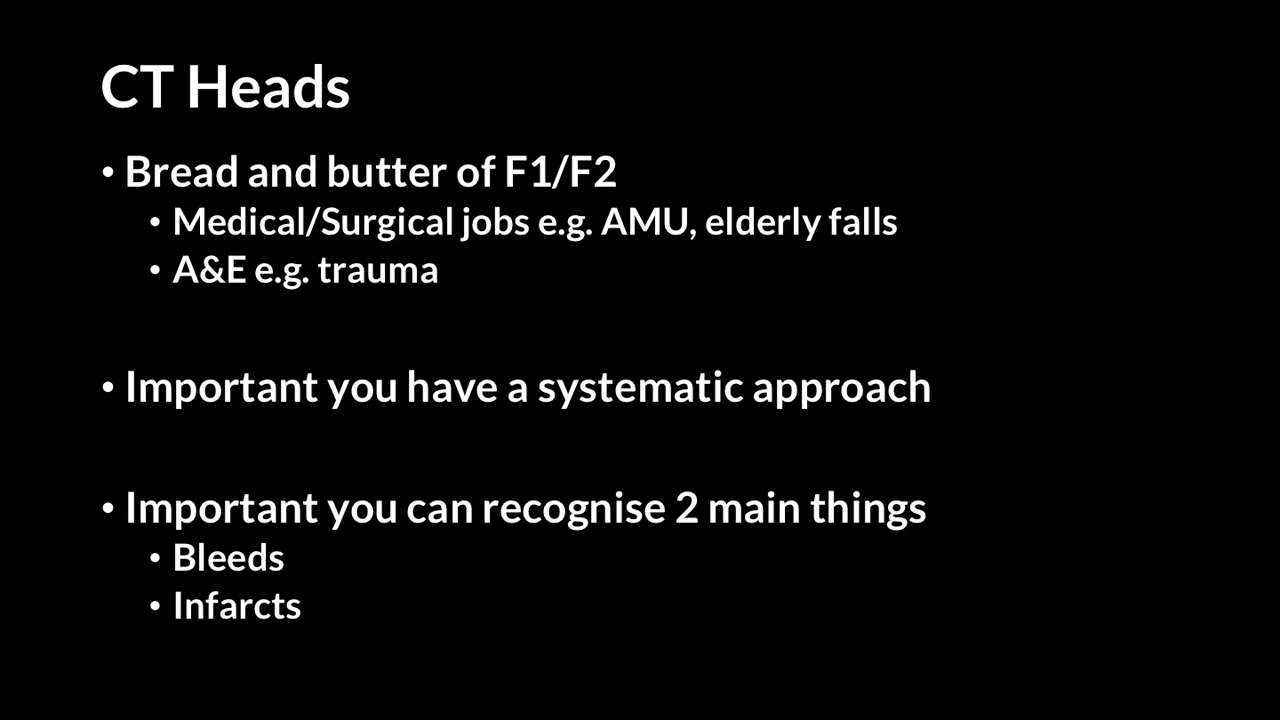 CT Heads
• Bread and butter of F1/F2
• Medical/Surgical jobs e.g. AMU, elderly falls
• A&E e.g. trauma
• Important you have a systematic approach
• Important you can recognise 2 main things
• Bleeds
• Infarcts